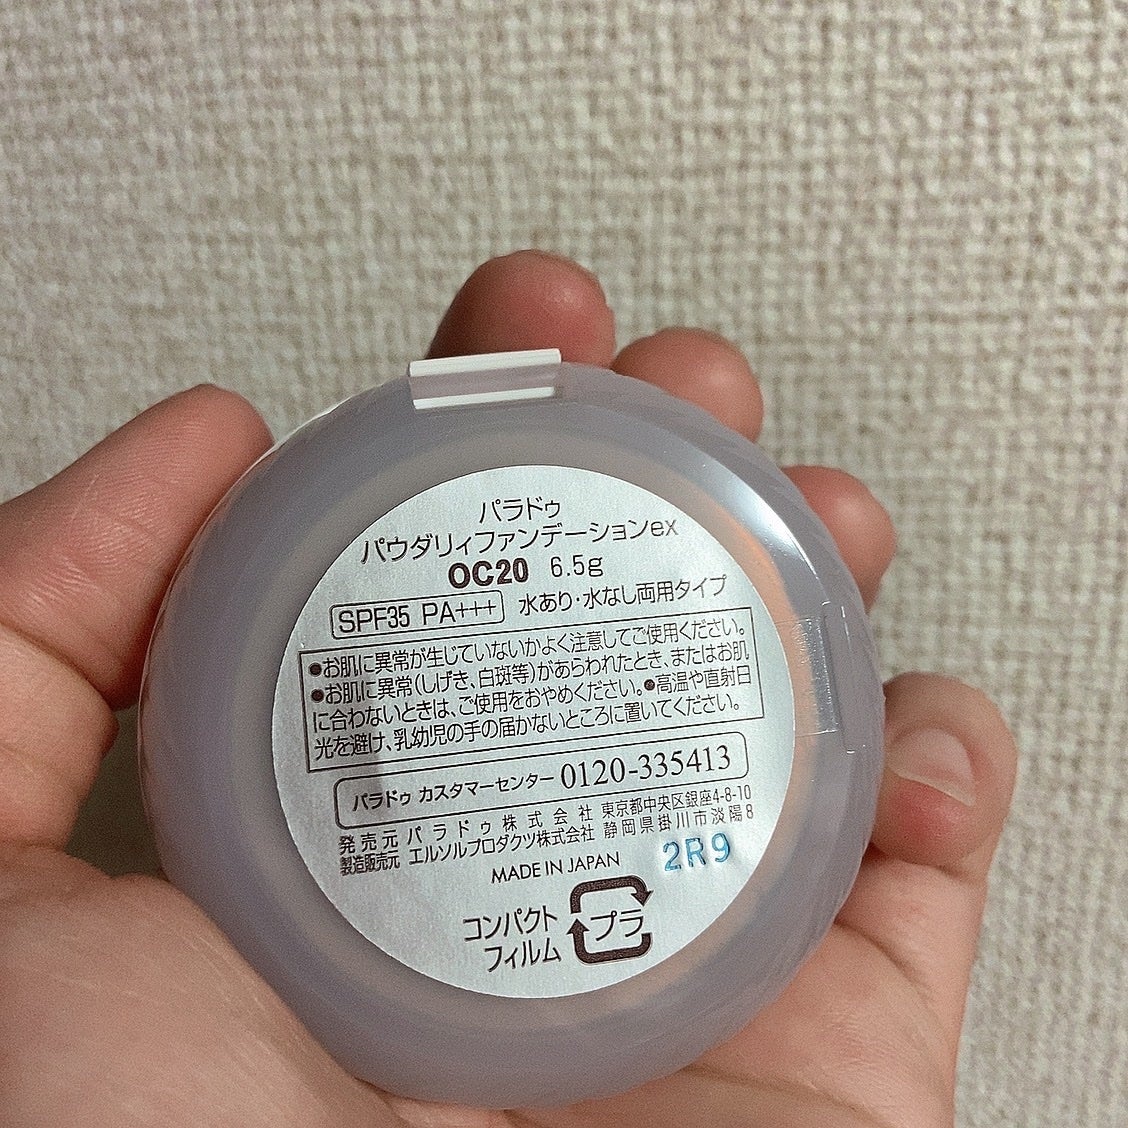 パラドゥ
パウダリィファンデーションex
OC20 6.5g
SPF35 PA+++ 水あり・水なし両用タイプ
●お肌に異常が生じていないかよく注意してご使用ください。
●お肌に異常(しげき、白斑等)があらわれたとき、またはお肌
に合わないときは、ご使用をおやめください。●高温や直射日
光を避け、乳幼児の手の届かないところに置いてください。
パラドゥ カスタマーセンター 0120-335413
発売元 パラドゥ株式会社 東京都中央区銀座4-8-10
製造販売元 エルソルプロダクツ株式会社 静岡県掛川市淡陽8
MADE IN JAPAN 2R9
コンパクト
フィルム
プラ